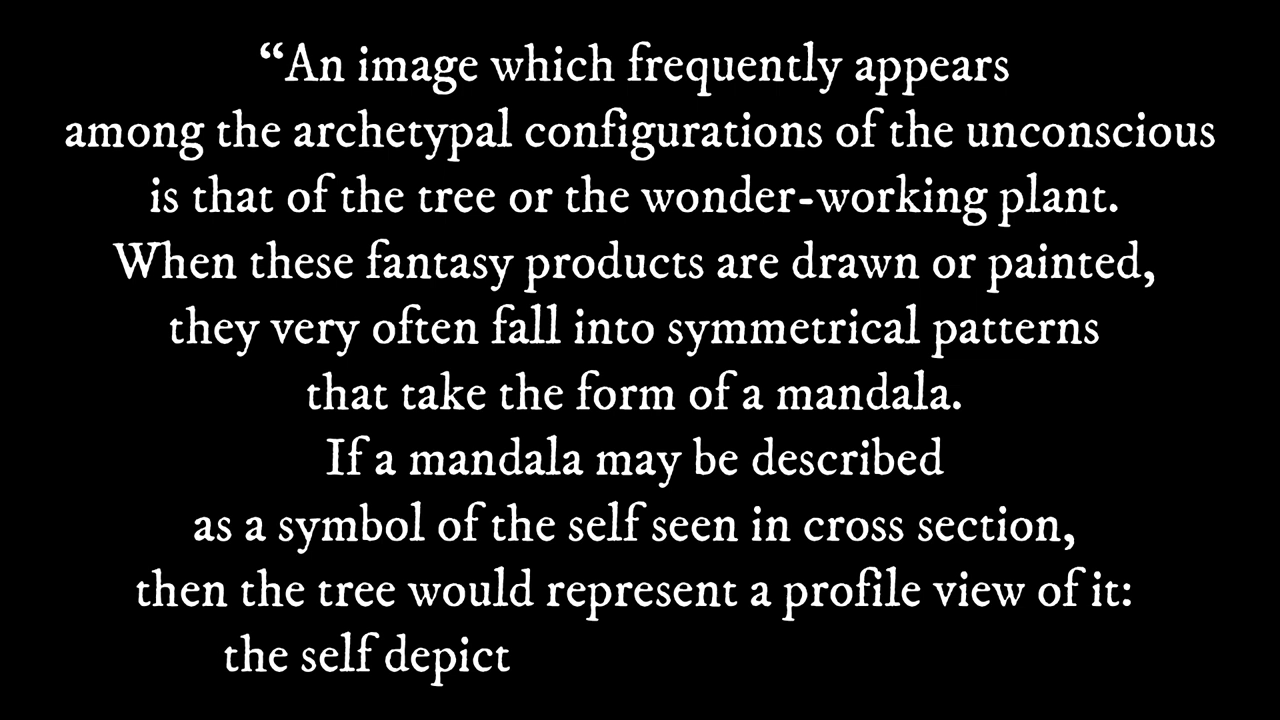 “An image which frequently appears
among the archetypal configurations of the unconscious
is that of the tree or the wonder-working plant.
When these fantasy products are drawn or painted,
they very often fall into symmetrical patterns
that take the form of a mandala.
If a mandala may be described
as a symbol of the self seen in cross section,
then the tree would represent a profile view of it:
the self depict